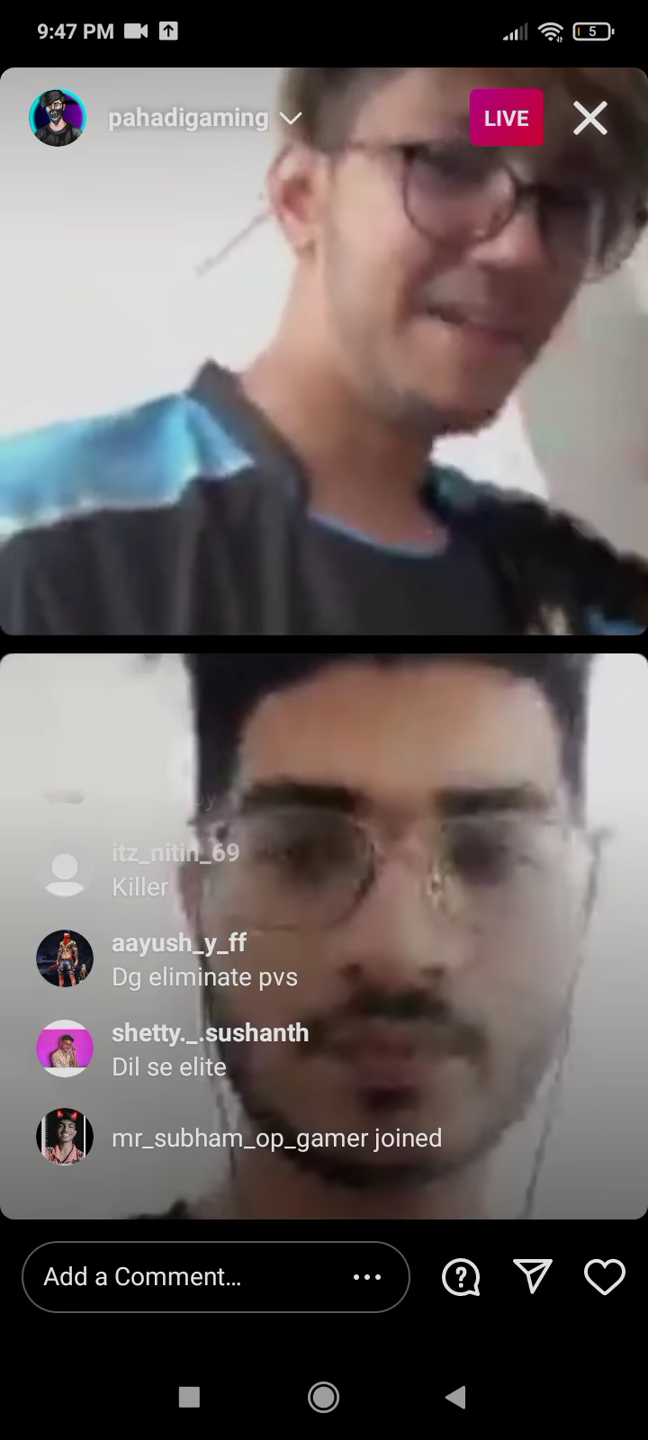 9:47 PM
5
pahadigaming
LIVE
itz_nitin_69
Killer
aayush_y_ff
Dg eliminate pvs
shetty._.sushanth
Dil se elite
mr_subham_op_gamer joined
Add a Comment...